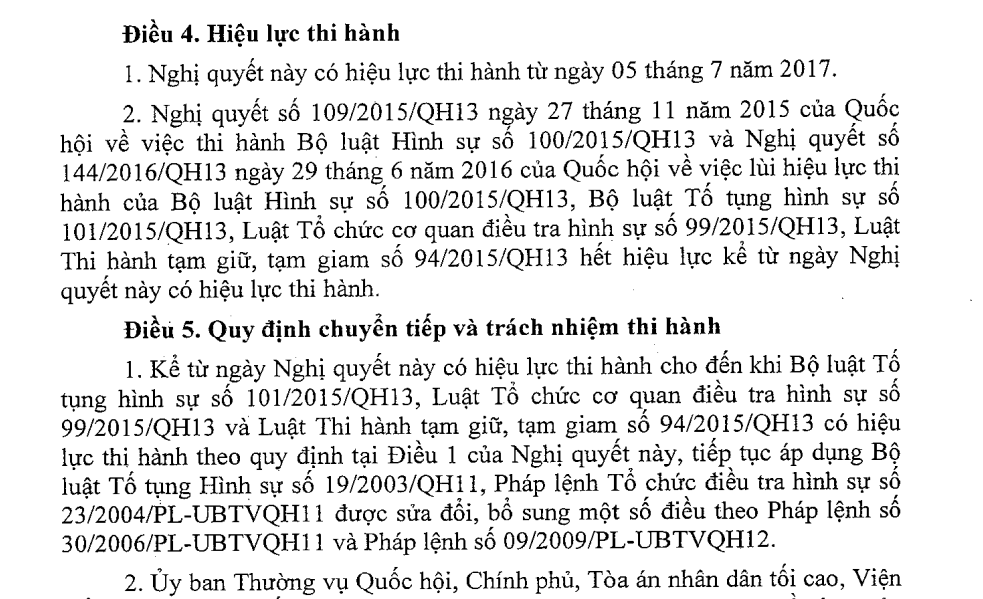 Điều 4. Hiệu lực thi hành
1. Nghị quyết này có hiệu lực thi hành từ ngày 05 tháng 7 năm 2017.
2. Nghị quyết số 109/2015/QH13 ngày 27 tháng 11 năm 2015 của Quốc
hội về việc thi hành Bộ luật Hình sự số 100/2015/QH13 và Nghị quyết số
144/2016/QH13 ngày 29 tháng 6 năm 2016 của Quốc hội về việc lùi hiệu lực thi
hành của Bộ luật Hình sự số 100/2015/QH13, Bộ luật Tố tụng hình sự số
101/2015/QH13, Luật Tổ chức cơ quan điều tra hình sự số 99/2015/QH13, Luật
Thi hành tạm giữ, tạm giam số 94/2015/QH13 hết hiệu lực kể từ ngày Nghị
quyết này có hiệu lực thi hành.
Điều 5. Quy định chuyển tiếp và trách nhiệm thi hành
1. Kể từ ngày Nghị quyết này có hiệu lực thi hành cho đến khi Bộ luật Tố
tụng hình sự số 101/2015/QH13, Luật Tổ chức cơ quan điều tra hình sự số
99/2015/QH13 và Luật Thi hành tạm giữ, tạm giam số 94/2015/QH13 có hiệu
lực thi hành theo quy định tại Điều 1 của Nghị quyết này, tiếp tục áp dụng Bộ
luật Tố tụng Hình sự số 19/2003/QH11, Pháp lệnh Tổ chức điều tra hình sự số
23/2004/PL-UBTVQH11 được sửa đổi, bổ sung một số điều theo Pháp lệnh số
30/2006/PL-UBTVQH11 và Pháp lệnh số 09/2009/PL-UBTVQH12.
2. Ủy ban Thường vụ Quốc hội, Chính phủ, Tòa án nhân dân tối cao, Viện